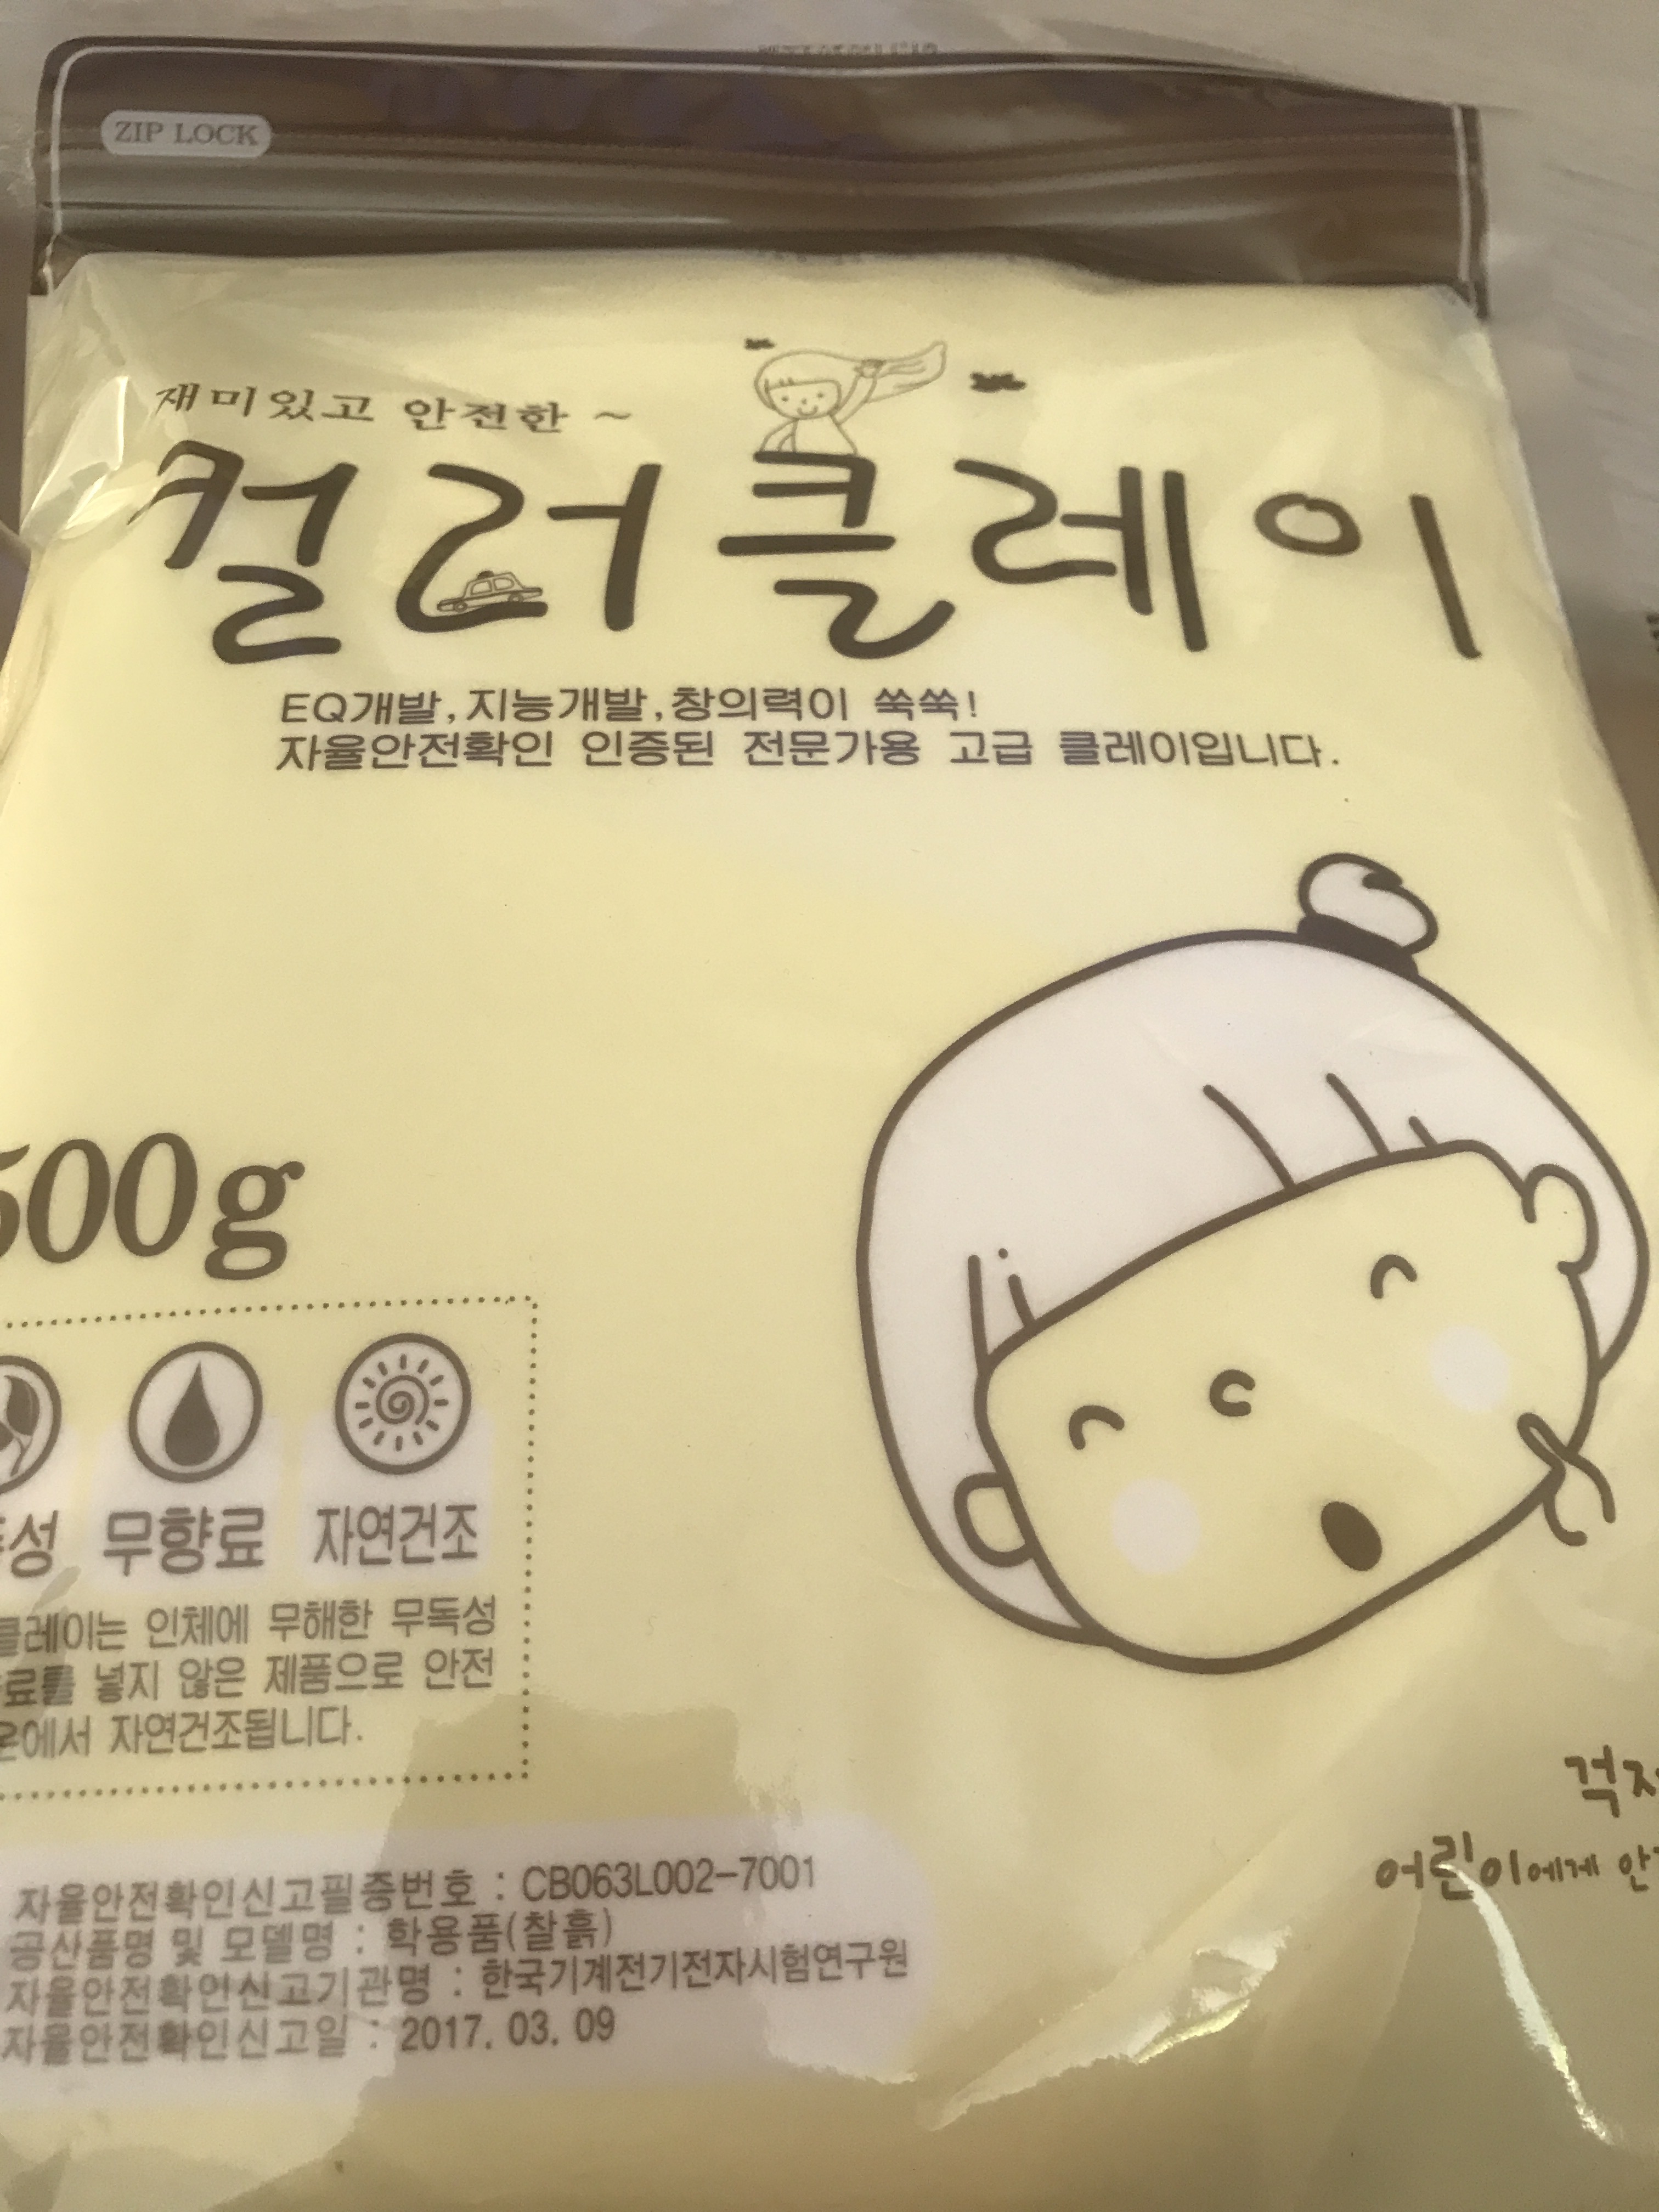 ZIP LOCK
재미있고 안전한 ~
컬러클레이
EQ개발,지능개발,창의력이 쑥쑥!
자율안전확인 인증된 전문가용 고급 클레이입니다.
500g
무향료 자연건조
클레이는 인체에 무해한 무독성
료를 넣지 않은 제품으로 안전
온에서 자연건조됩니다.
어린이에게
자율안전확인신고필증번호 : CB063L002-7001
공산품명 및 모델명 : 학용품(찰흙)
자율안전확인신고기관명 : 한국기계전기전자시험연구원
자율안전확인신고일 : 2017. 03. 09